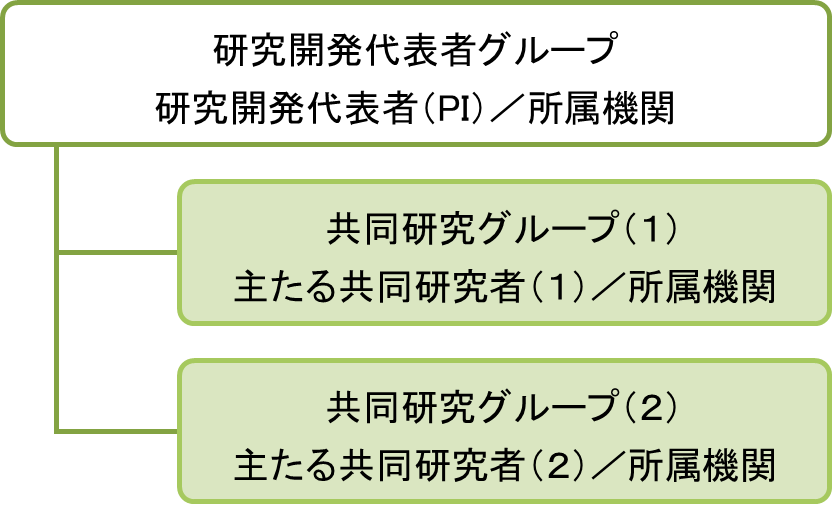 研究開発代表者グループ
研究開発代表者（PI）／所属機関
共同研究グループ（１）
主たる共同研究者（１）／所属機関
共同研究グループ（２）
主たる共同研究者（２）／所属機関